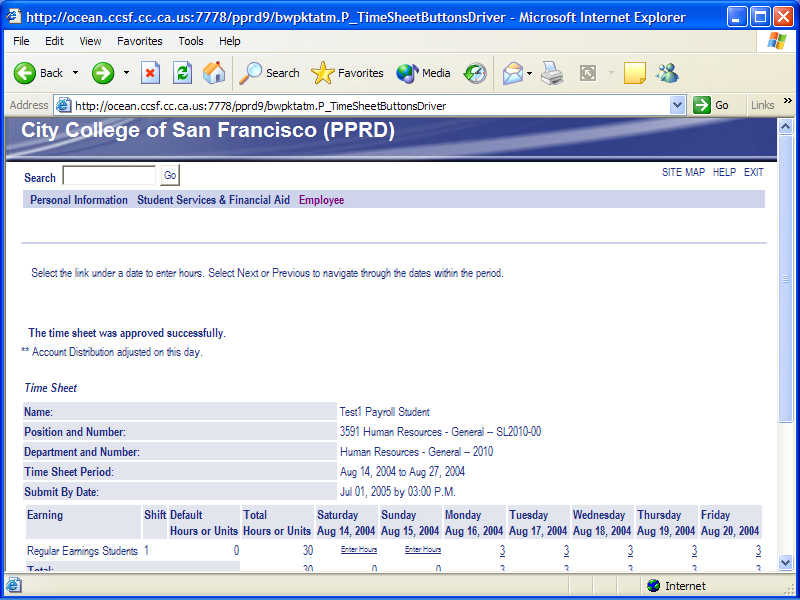 http://ocean.ccsf.cc.ca.us:7778/pprd9/bwpktatm.P_TimeSheetButtonsDriver - Microsoft Internet Explorer
File Edit View Favorites Tools Help
Back Search Favorites Media
Address http://ocean.ccsf.cc.ca.us:7778/pprd9/bwpktatm.P_TimeSheetButtonsDriver Go Links »
City College of San Francisco (PPRD)
Search Go SITE MAP HELP EXIT
Personal Information Student Services & Financial Aid Employee
Select the link under a date to enter hours. Select Next or Previous to navigate through the dates within the period.
The time sheet was approved successfully.
** Account Distribution adjusted on this day.
Time Sheet
Name: Test1 Payroll Student
Position and Number: 3591 Human Resources - General -- SL2010-00
Department and Number: Human Resources - General -- 2010
Time Sheet Period: Aug 14, 2004 to Aug 27, 2004
Submit By Date: Jul 01, 2005 by 03:00 P.M.
Earning Shift Default Total Saturday Sunday Monday Tuesday Wednesday Thursday Friday
Hours or Units Hours or Units Aug 14, 2004 Aug 15, 2004 Aug 16, 2004 Aug 17, 2004 Aug 18, 2004 Aug 19, 2004 Aug 20, 2004
Regular Earnings Students 1 0 30 Enter Hours Enter Hours 3 3 3 3 3
Total: 30 0 0 3 3 3 3 3
Internet